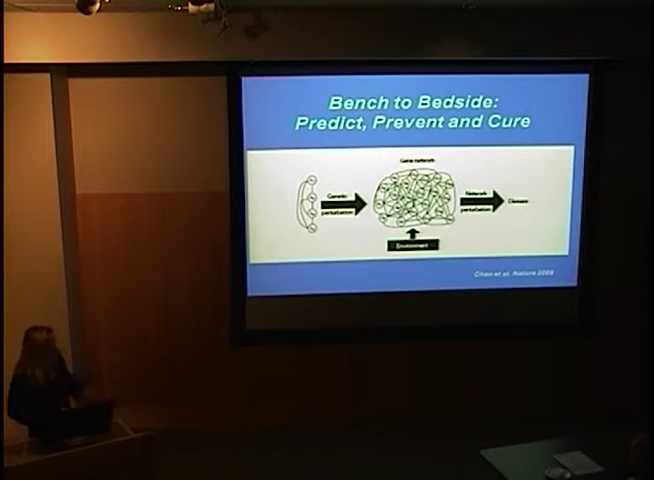 Bench to Bedside:
Predict, Prevent and Cure
Gene network
Genetic
perturbation
Network
perturbation
Disease
Environment
Chen et al, Nature 2008